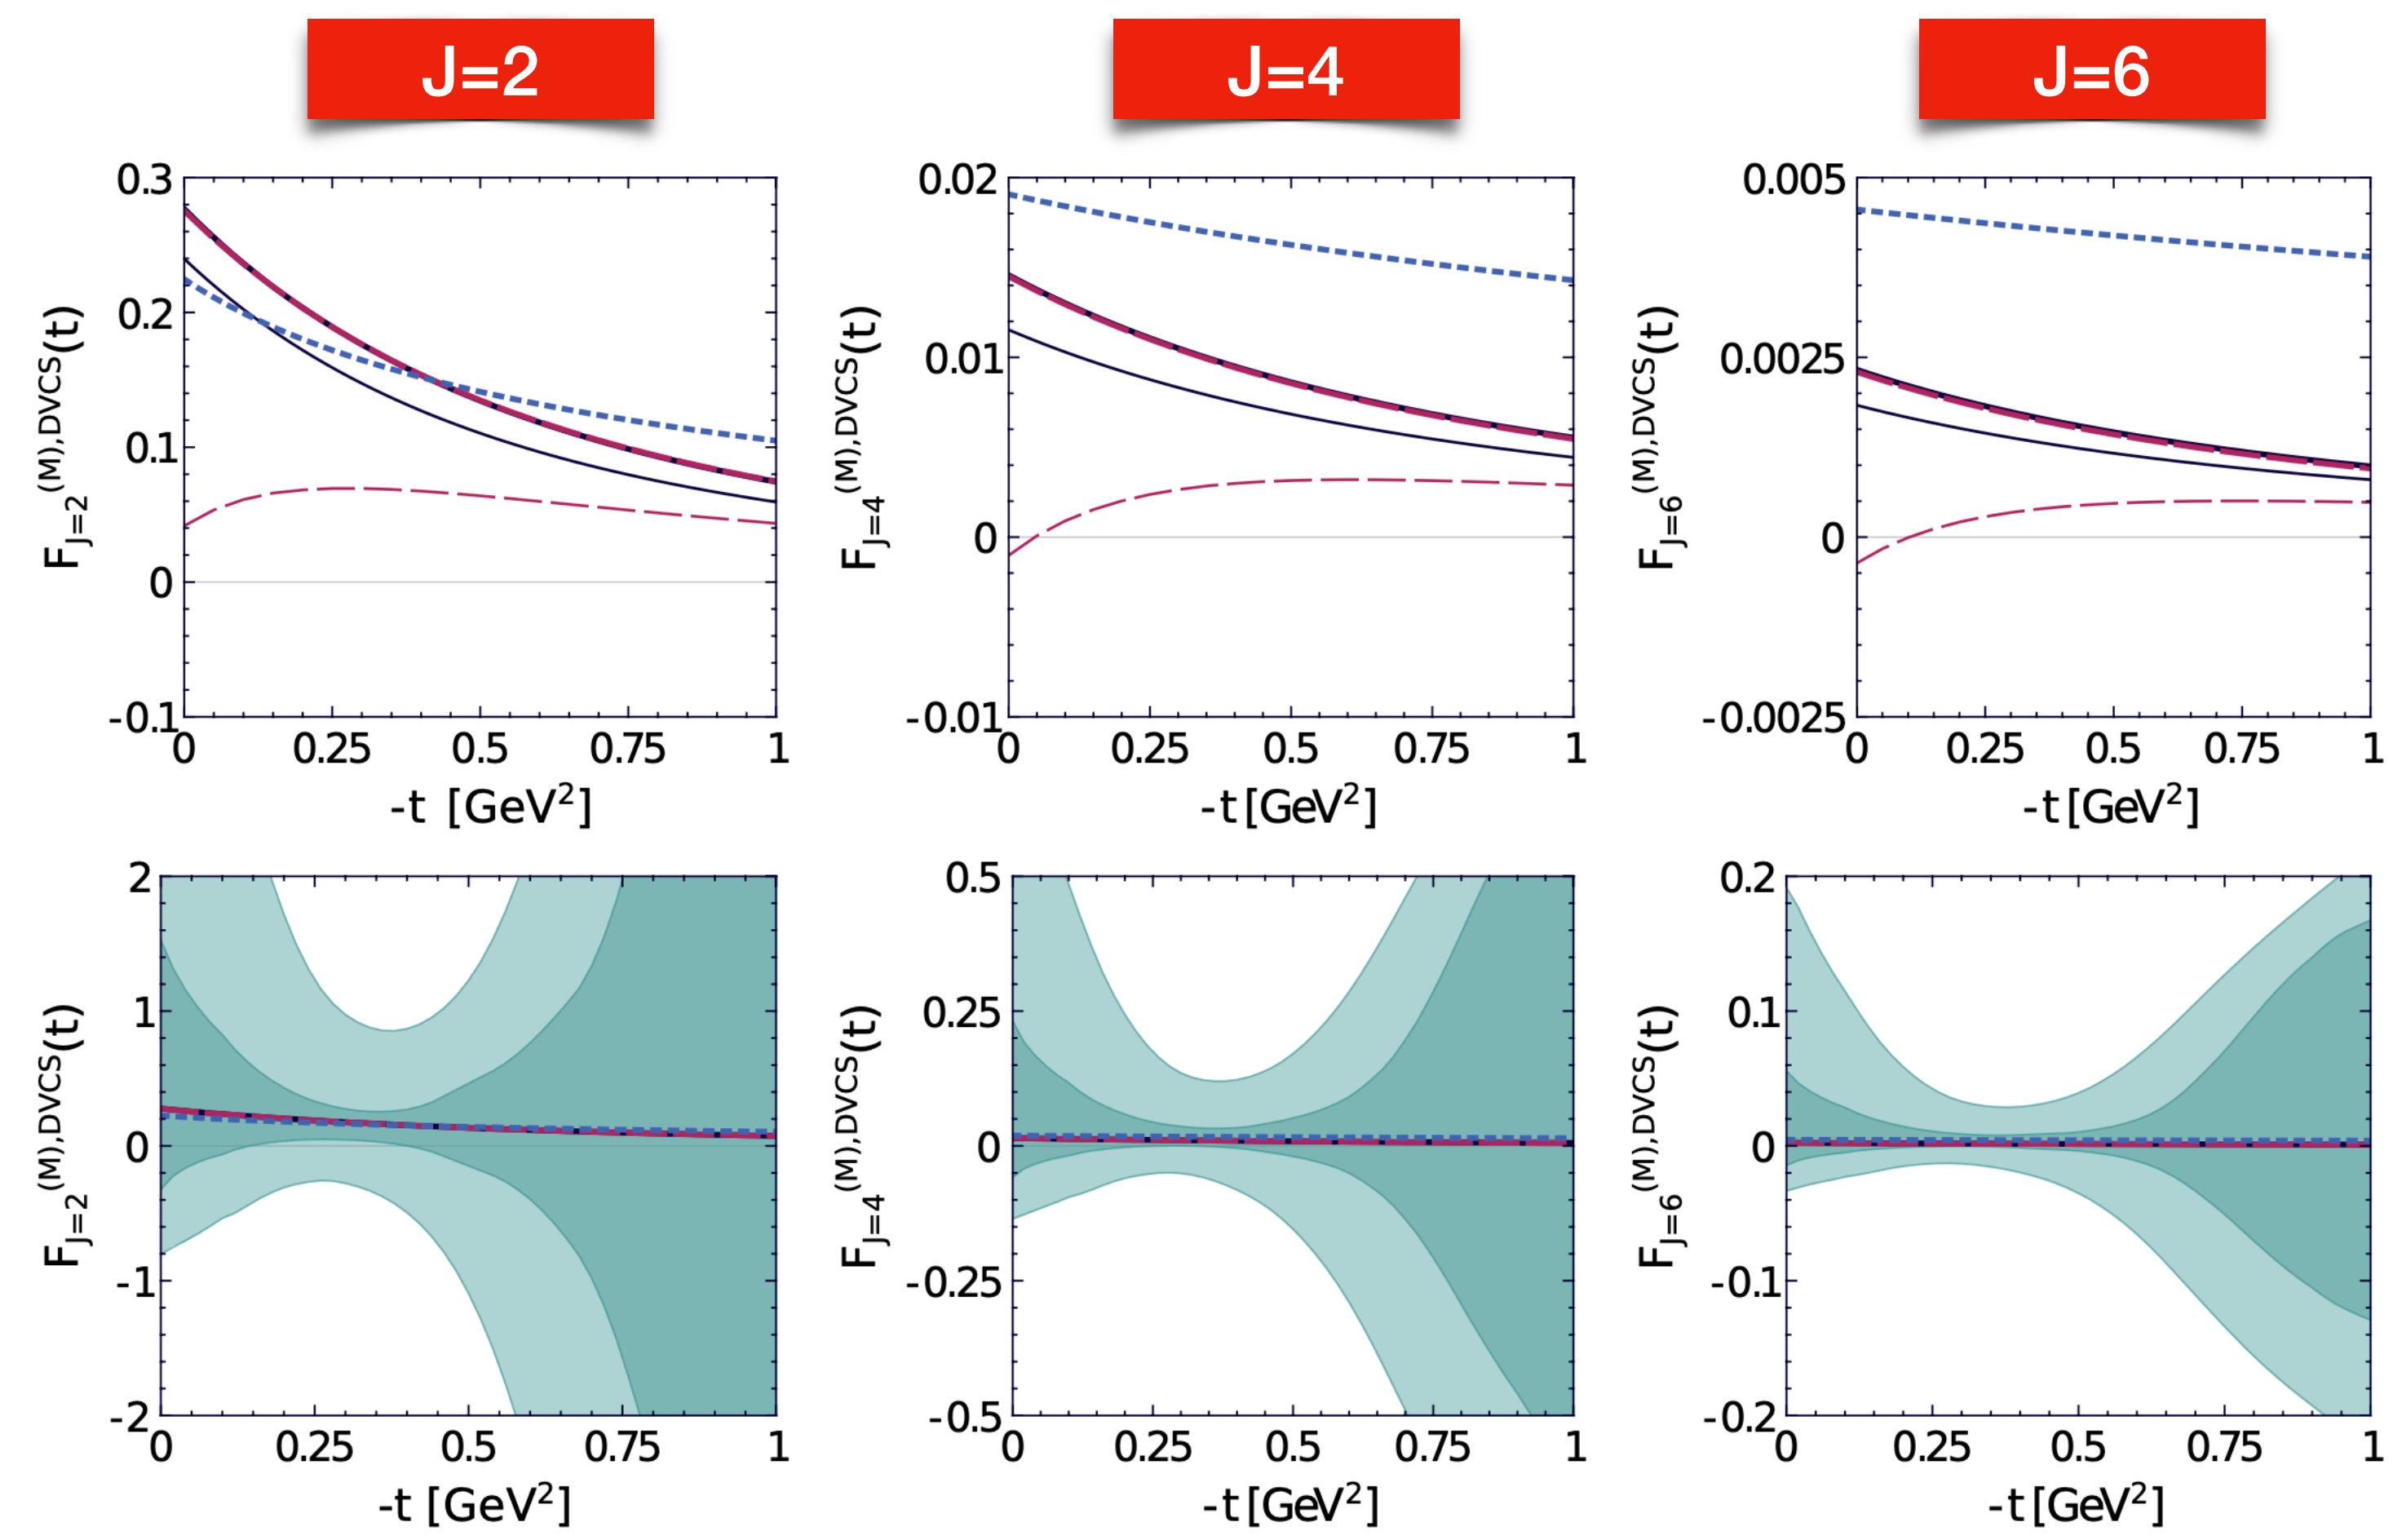 J=2
J=4
J=6
F_{J=2}^{(M),DVCS}(t)
0.3
0.2
0.1
0
-0.1
0 0.25 0.5 0.75 1
-t [GeV²]
F_{J=4}^{(M),DVCS}(t)
0.02
0.01
0
-0.01
0 0.25 0.5 0.75 1
-t [GeV²]
F_{J=6}^{(M),DVCS}(t)
0.005
0.0025
0
-0.0025
0 0.25 0.5 0.75 1
-t [GeV²]
F_{J=2}^{(M),DVCS}(t)
2
1
0
-1
-2
0 0.25 0.5 0.75 1
-t [GeV²]
F_{J=4}^{(M),DVCS}(t)
0.5
0.25
0
-0.25
-0.5
0 0.25 0.5 0.75 1
-t [GeV²]
F_{J=6}^{(M),DVCS}(t)
0.2
0.1
0
-0.1
-0.2
0 0.25 0.5 0.75 1
-t [GeV²]